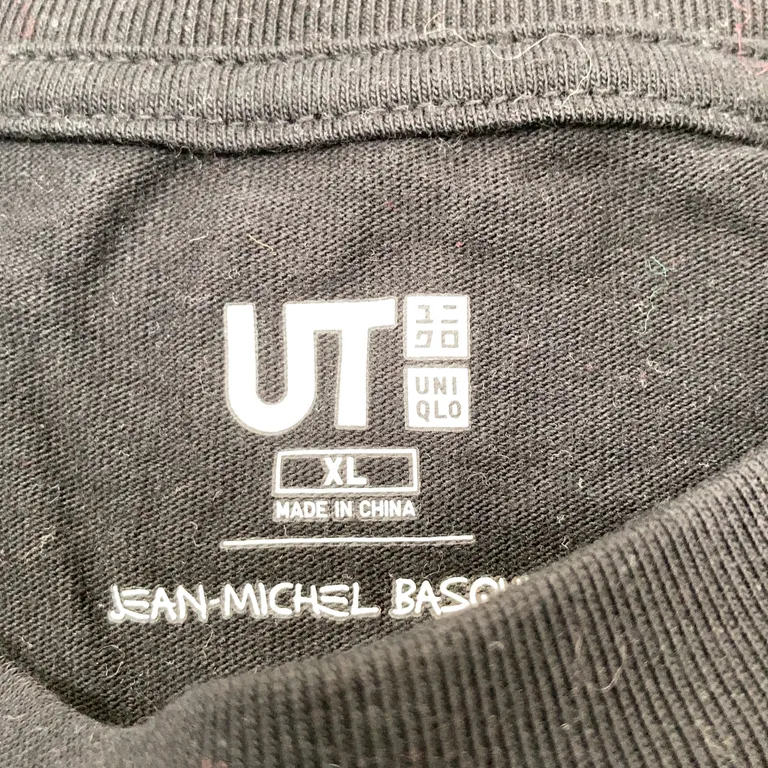 UT
ユニ
クロ
UNI
QLO
XL
MADE IN CHINA
JEAN-MICHEL